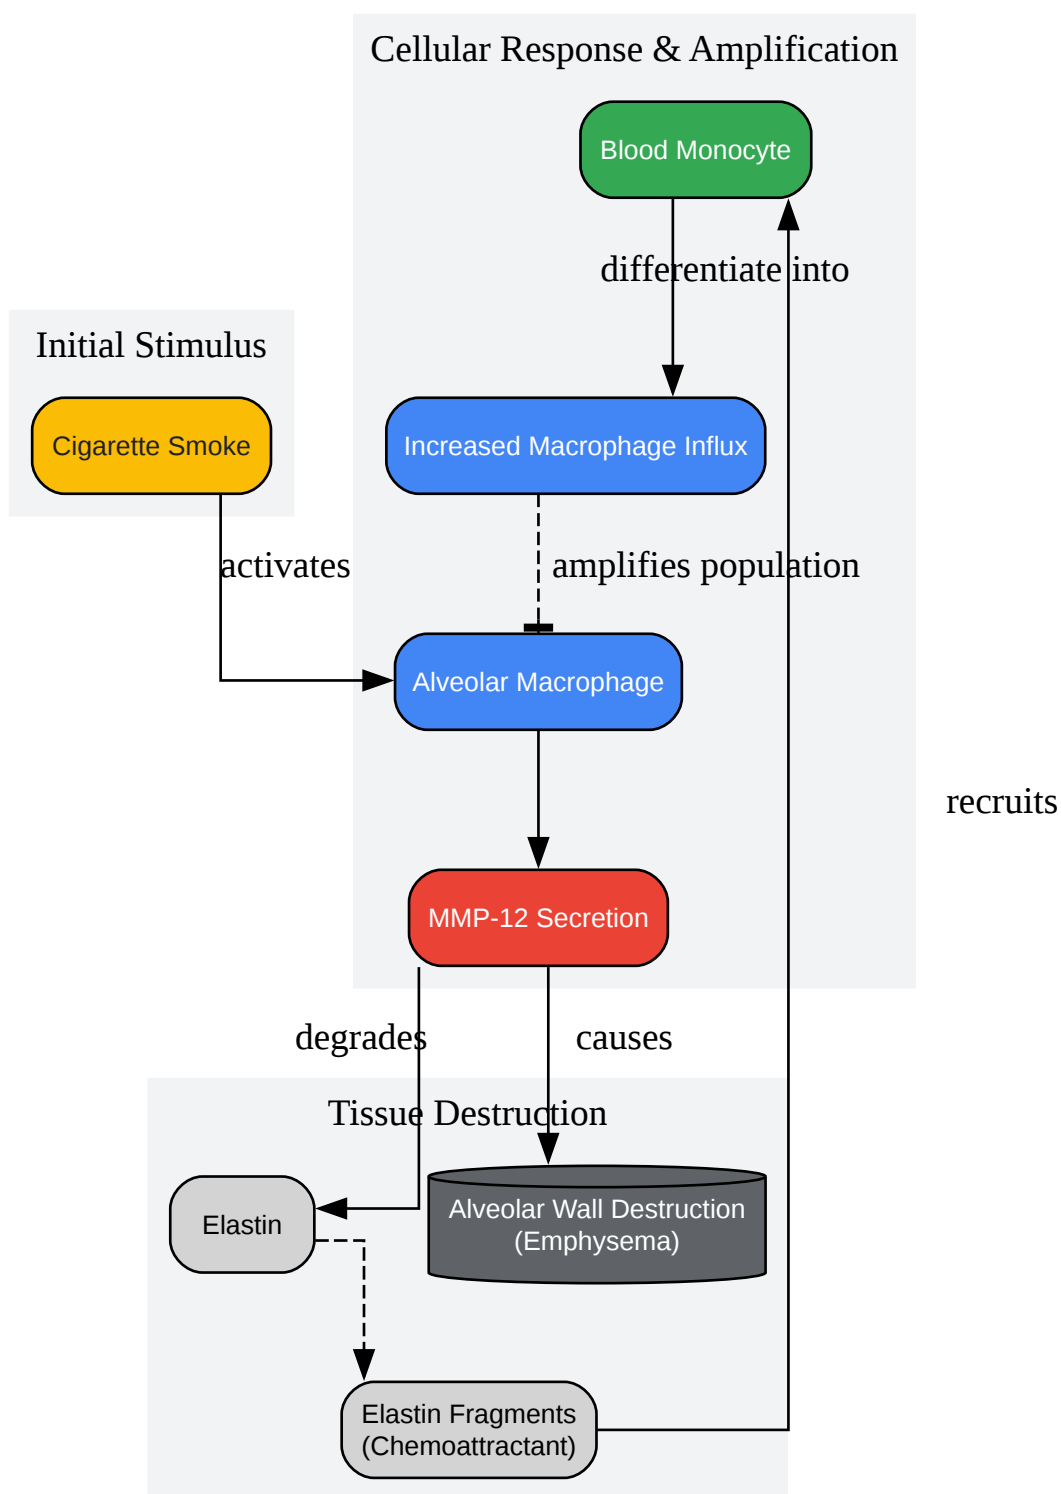 Cellular Response & Amplification
Blood Monocyte
differentiate into
Initial Stimulus
Cigarette Smoke
Increased Macrophage Influx
activates
amplifies population
Alveolar Macrophage
recruits
MMP-12 Secretion
degrades
causes
Tissue Destruction
Elastin
Alveolar Wall Destruction
(Emphysema)
Elastin Fragments
(Chemoattractant)